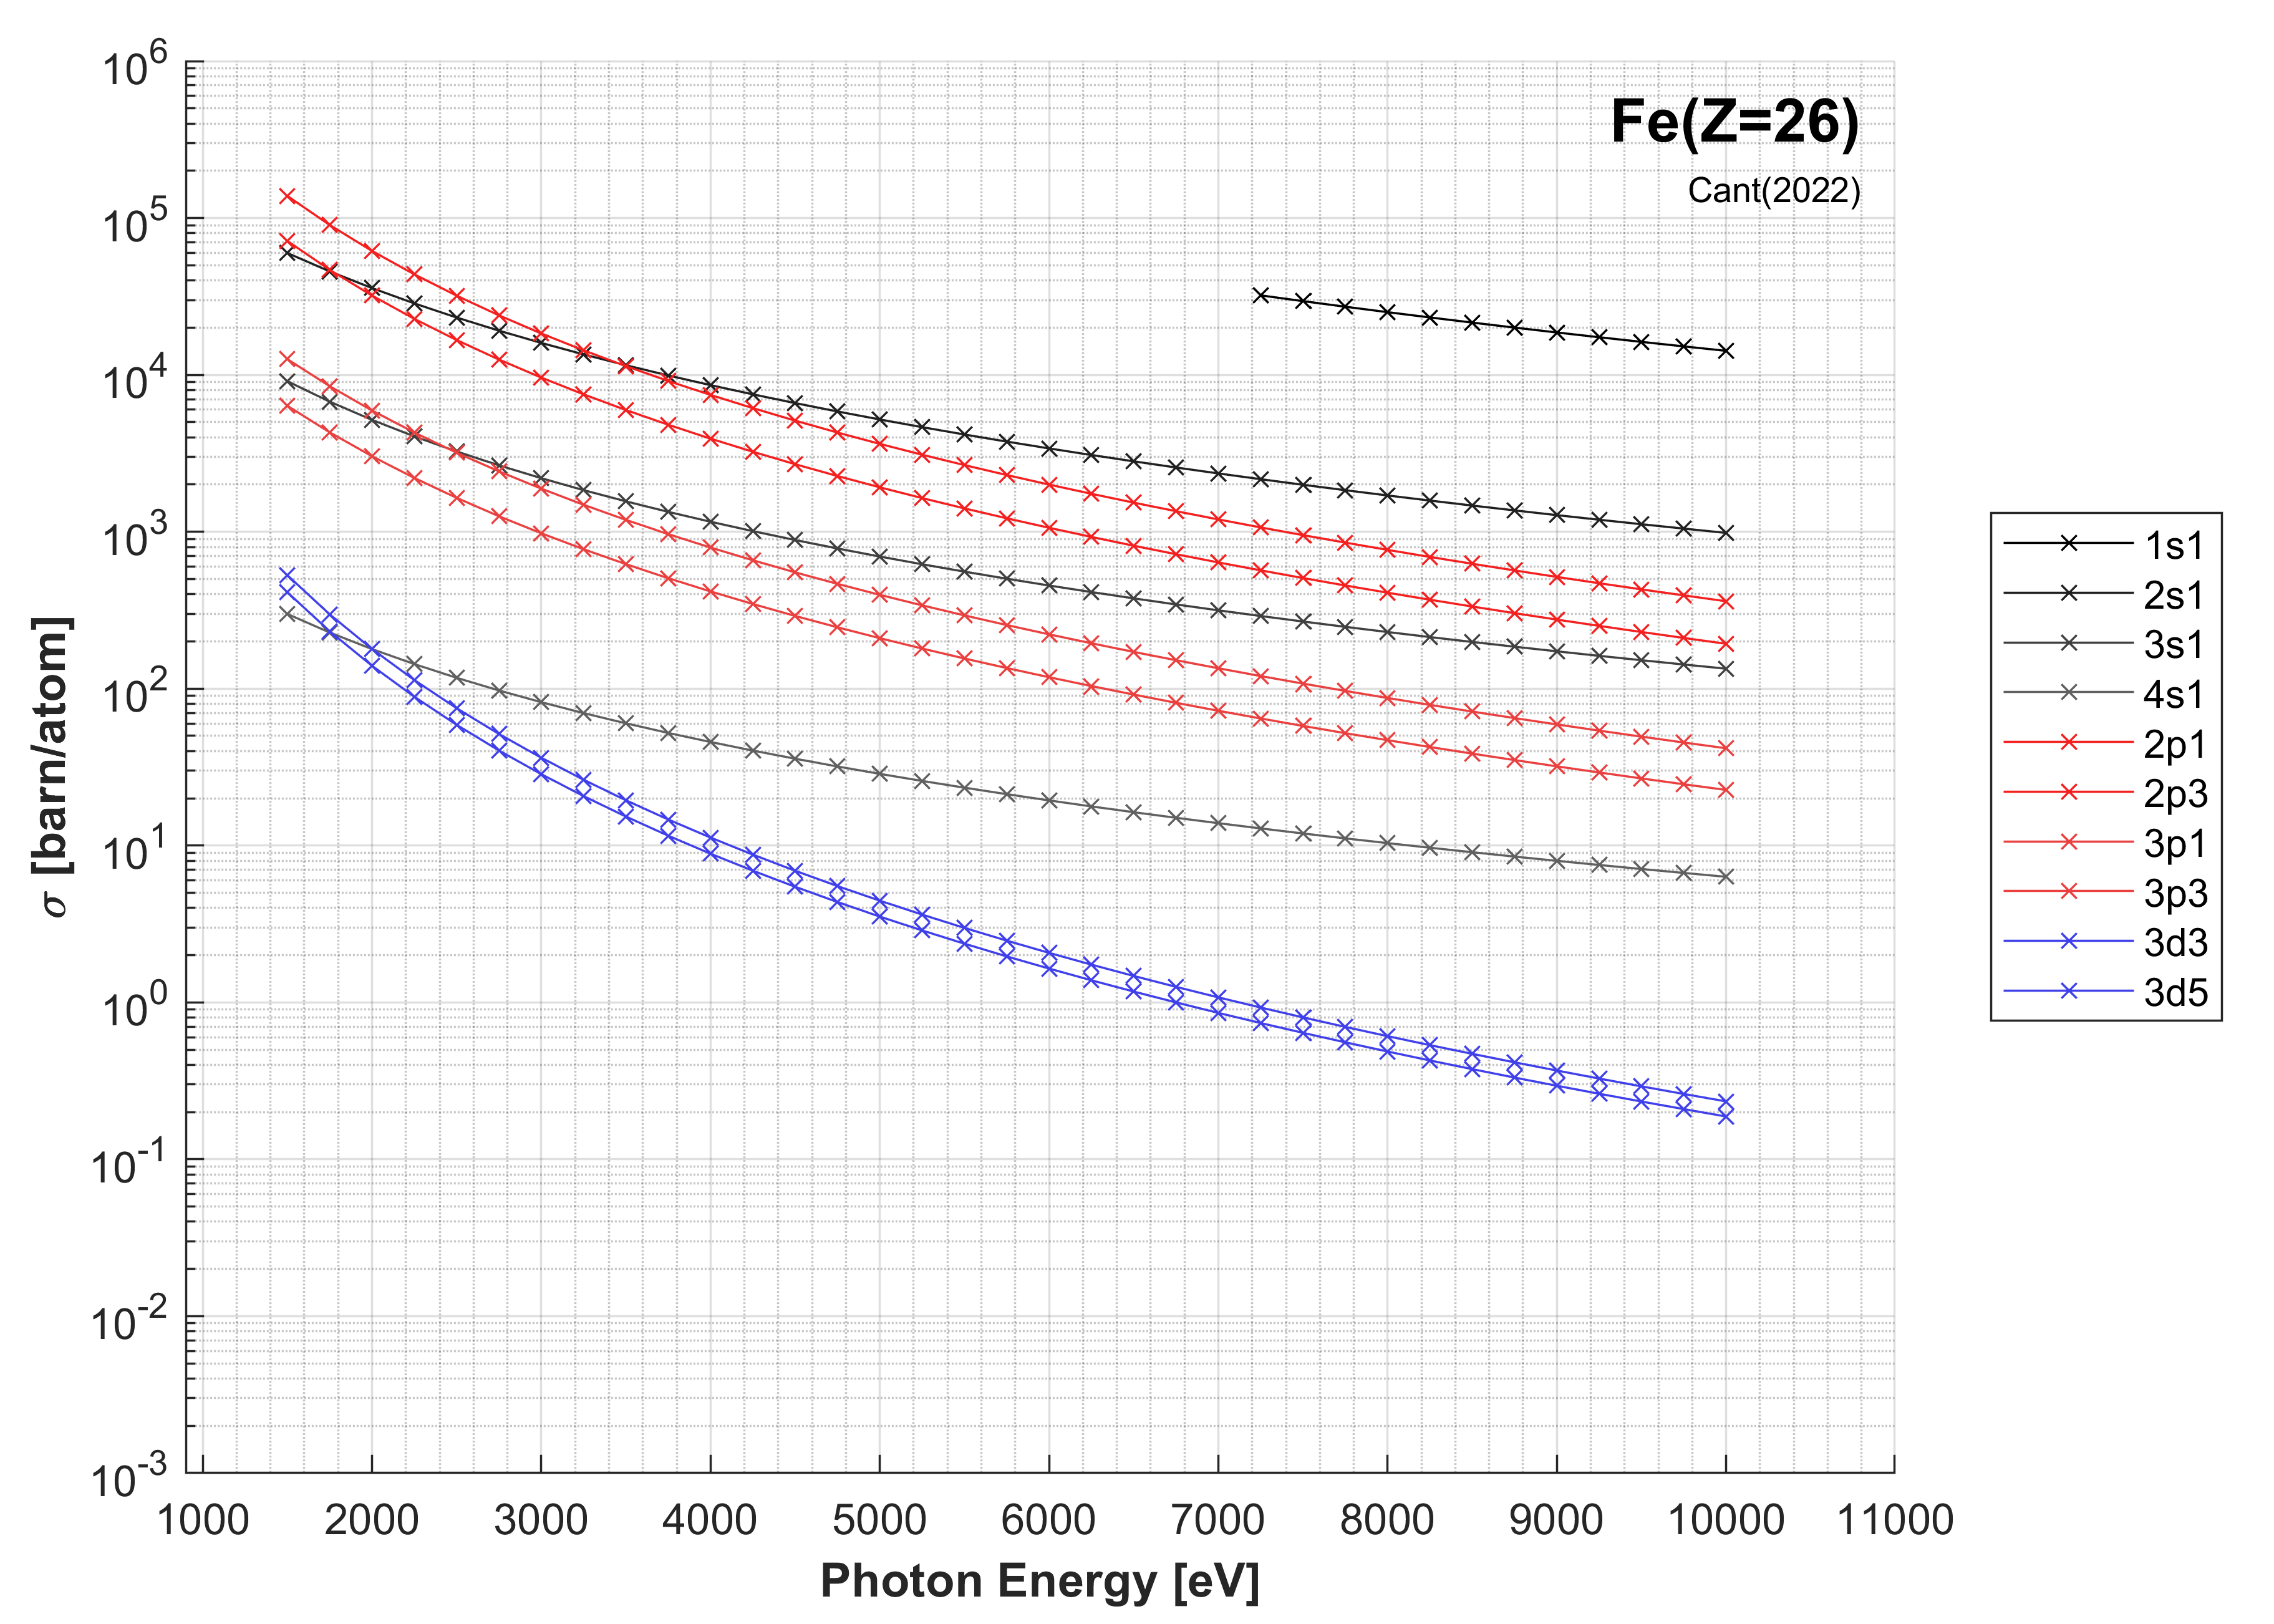 Fe(Z=26)
Cant(2022)
10^6
10^5
10^4
10^3
10^2
10^1
10^0
10^-1
10^-2
10^-3
σ [barn/atom]
1000 2000 3000 4000 5000 6000 7000 8000 9000 10000 11000
Photon Energy [eV]
1s1
2s1
3s1
4s1
2p1
2p3
3p1
3p3
3d3
3d5